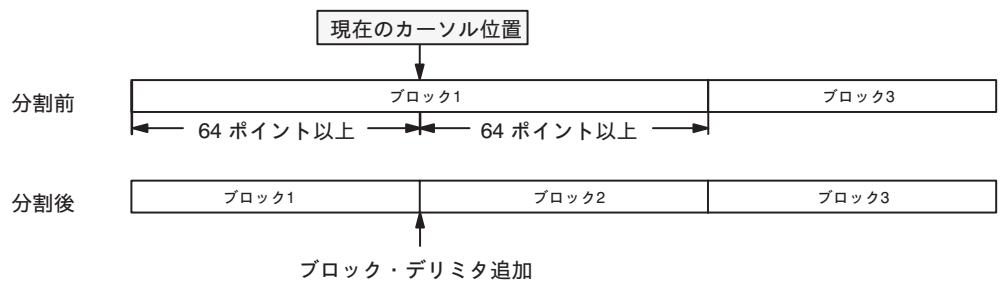 現在のカーソル位置
分割前
ブロック1
ブロック3
64 ポイント以上
64 ポイント以上
分割後
ブロック1
ブロック2
ブロック3
ブロック・デリミタ追加